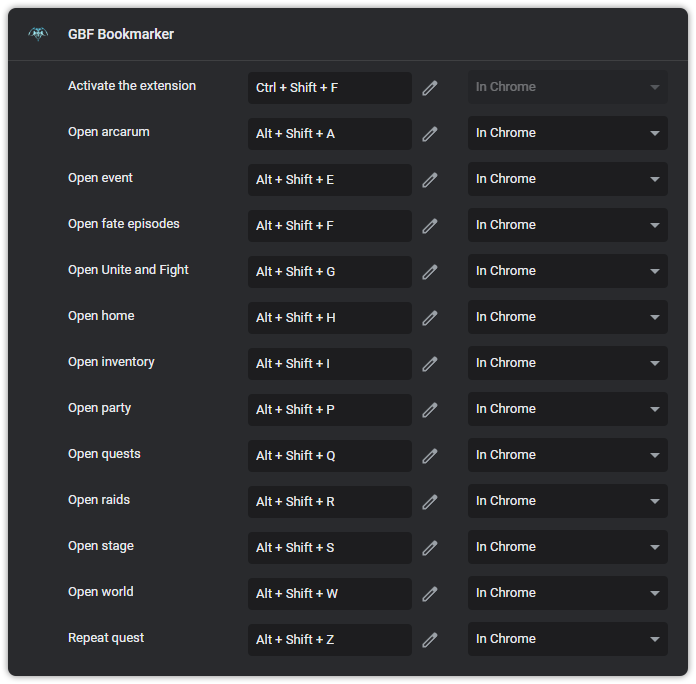 GBF Bookmarker
Activate the extension Ctrl + Shift + F In Chrome
Open arcarum Alt + Shift + A In Chrome
Open event Alt + Shift + E In Chrome
Open fate episodes Alt + Shift + F In Chrome
Open Unite and Fight Alt + Shift + G In Chrome
Open home Alt + Shift + H In Chrome
Open inventory Alt + Shift + I In Chrome
Open party Alt + Shift + P In Chrome
Open quests Alt + Shift + Q In Chrome
Open raids Alt + Shift + R In Chrome
Open stage Alt + Shift + S In Chrome
Open world Alt + Shift + W In Chrome
Repeat quest Alt + Shift + Z In Chrome